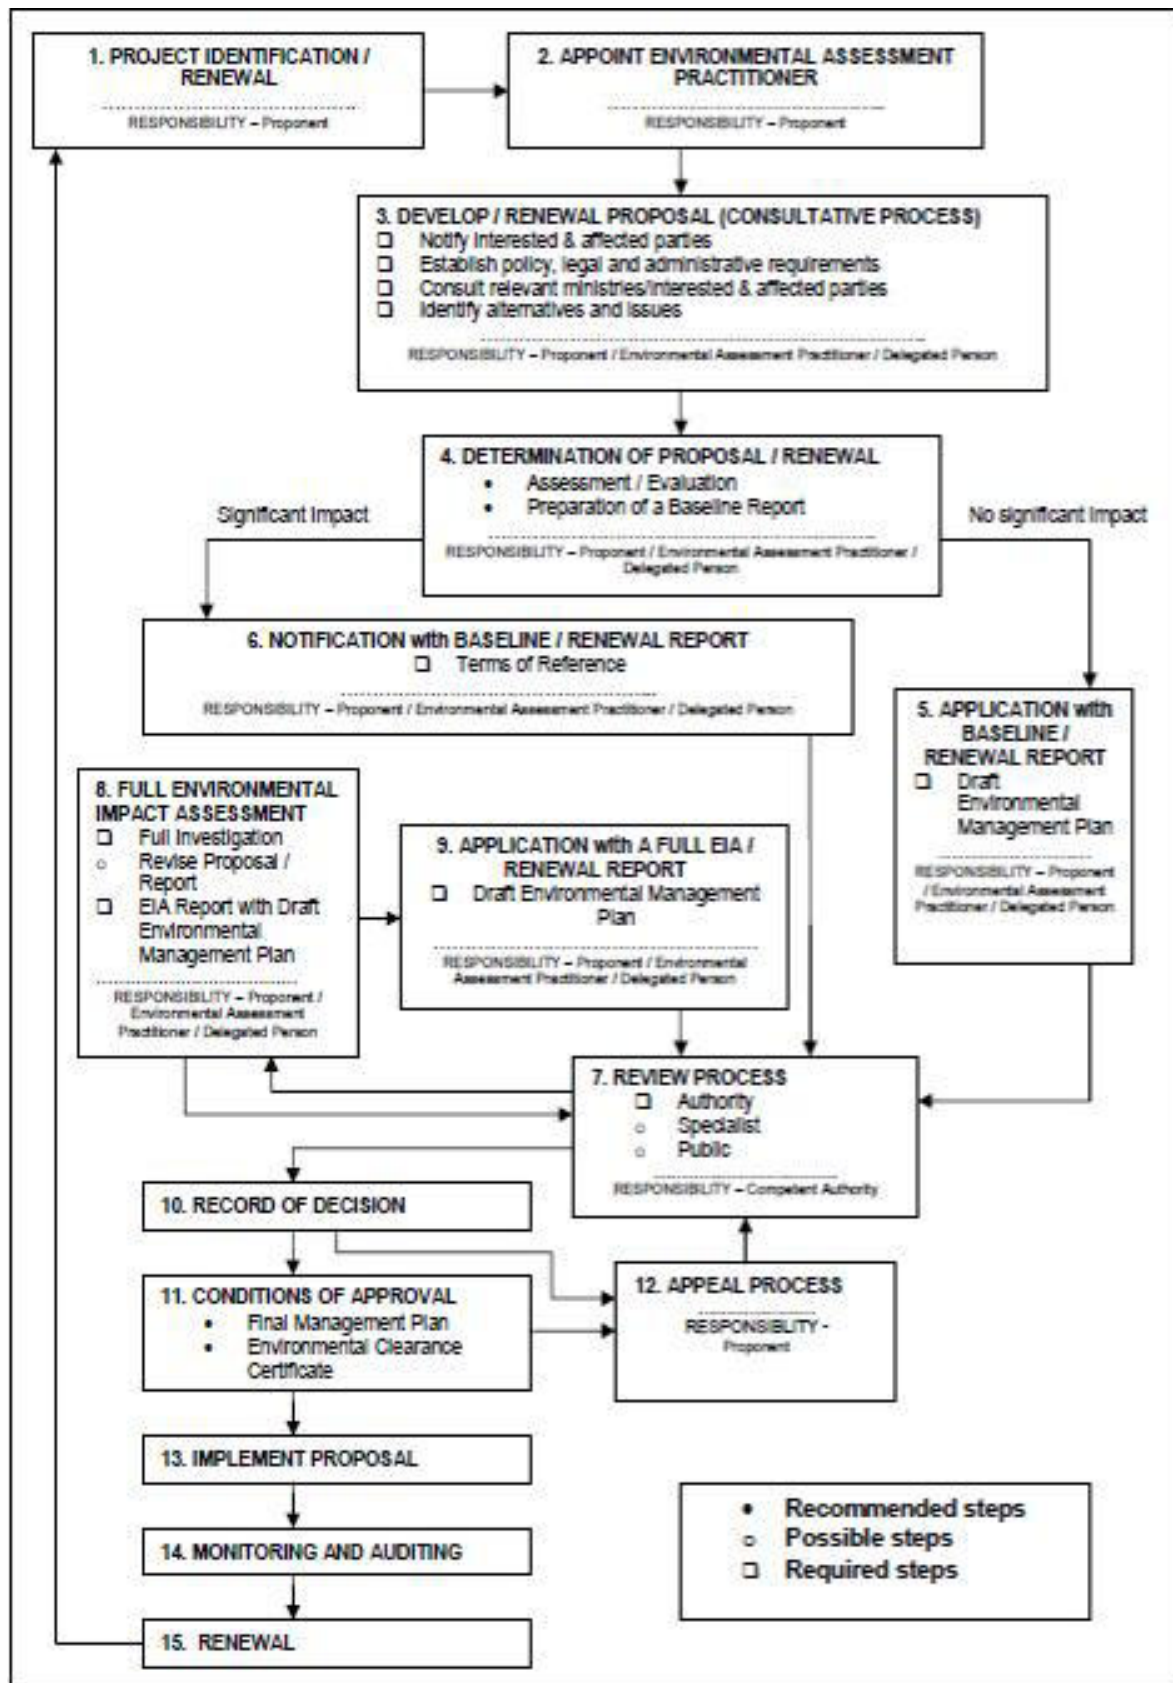 1. PROJECT IDENTIFICATION /
RENEWAL
RESPONSIBILITY – Proponent
2. APPOINT ENVIRONMENTAL ASSESSMENT
PRACTITIONER
RESPONSIBILITY – Proponent
3. DEVELOP / RENEWAL PROPOSAL (CONSULTATIVE PROCESS)
❑ Notify interested & affected parties
❑ Establish policy, legal and administrative requirements
❑ Consult relevant ministries/interested & affected parties
❑ Identify alternatives and issues
RESPONSIBILITY – Proponent / Environmental Assessment Practitioner / Delegated Person
4. DETERMINATION OF PROPOSAL / RENEWAL
• Assessment / Evaluation
• Preparation of a Baseline Report
RESPONSIBILITY – Proponent / Environmental Assessment Practitioner /
Delegated Person
Significant Impact
No significant Impact
6. NOTIFICATION with BASELINE / RENEWAL REPORT
❑ Terms of Reference
RESPONSIBILITY – Proponent / Environmental Assessment Practitioner / Delegated Person
5. APPLICATION with
BASELINE /
RENEWAL REPORT
❑ Draft
Environmental
Management Plan
RESPONSIBILITY – Proponent
/ Environmental Assessment
Practitioner / Delegated Person
8. FULL ENVIRONMENTAL
IMPACT ASSESSMENT
❑ Full Investigation
○ Revise Proposal /
Report
❑ EIA Report with Draft
Environmental
Management Plan
RESPONSIBILITY – Proponent /
Environmental Assessment
Practitioner / Delegated Person
9. APPLICATION with A FULL EIA /
RENEWAL REPORT
❑ Draft Environmental Management
Plan
RESPONSIBILITY – Proponent / Environmental
Assessment Practitioner / Delegated Person
7. REVIEW PROCESS
❑ Authority
○ Specialist
○ Public
RESPONSIBILITY – Competent Authority
10. RECORD OF DECISION
11. CONDITIONS OF APPROVAL
• Final Management Plan
• Environmental Clearance
Certificate
12. APPEAL PROCESS
RESPONSIBLITY -
Proponent
13. IMPLEMENT PROPOSAL
14. MONITORING AND AUDITING
15. RENEWAL
• Recommended steps
○ Possible steps
❑ Required steps